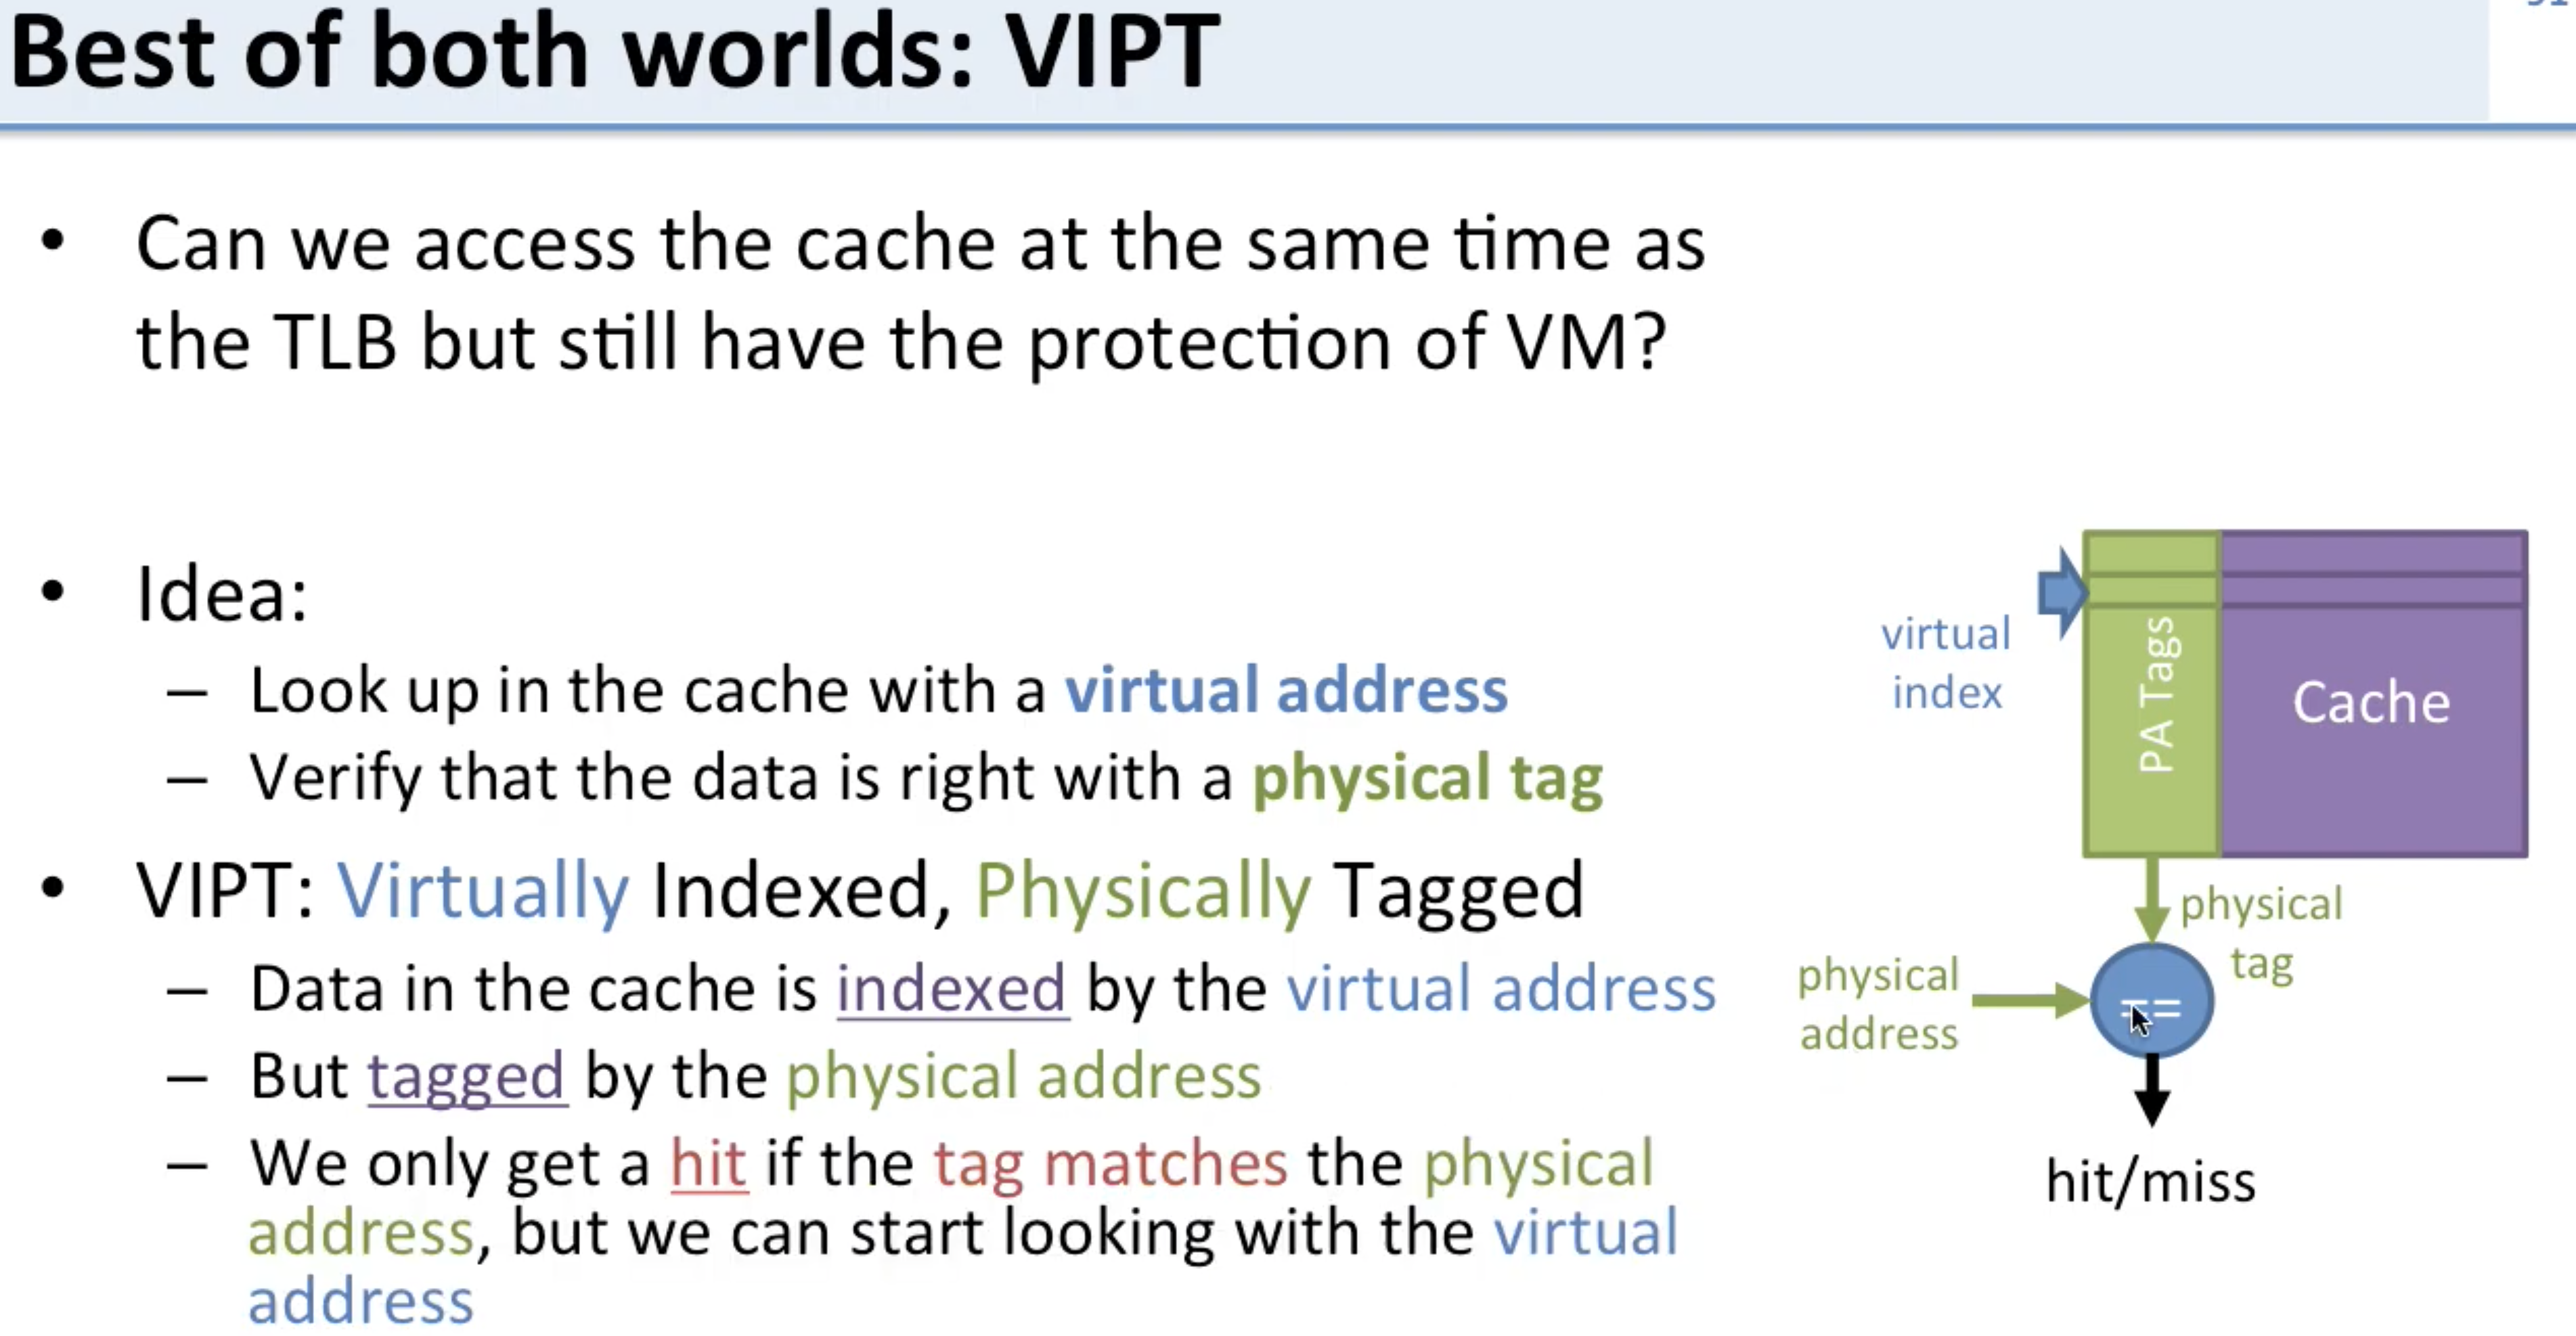 Best of both worlds: VIPT
• Can we access the cache at the same time as
the TLB but still have the protection of VM?
• Idea:
– Look up in the cache with a virtual address
– Verify that the data is right with a physical tag
• VIPT: Virtually Indexed, Physically Tagged
– Data in the cache is indexed by the virtual address
– But tagged by the physical address
– We only get a hit if the tag matches the physical
address, but we can start looking with the virtual
address
virtual
index
PA Tags
Cache
physical
tag
physical
address
==
hit/miss